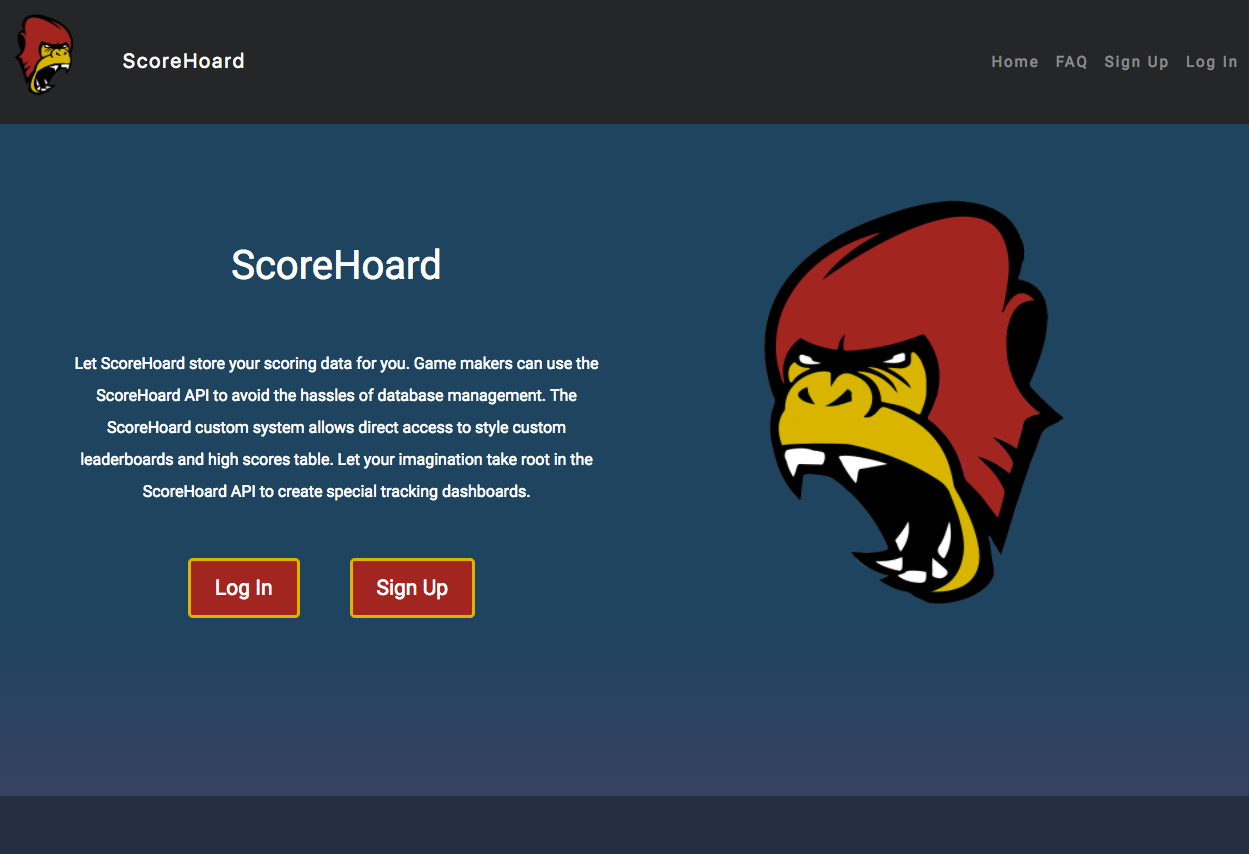 ScoreHoard
Home FAQ Sign Up Log In
ScoreHoard
Let ScoreHoard store your scoring data for you. Game makers can use the
ScoreHoard API to avoid the hassles of database management. The
ScoreHoard custom system allows direct access to style custom
leaderboards and high scores table. Let your imagination take root in the
ScoreHoard API to create special tracking dashboards.
Log In
Sign Up